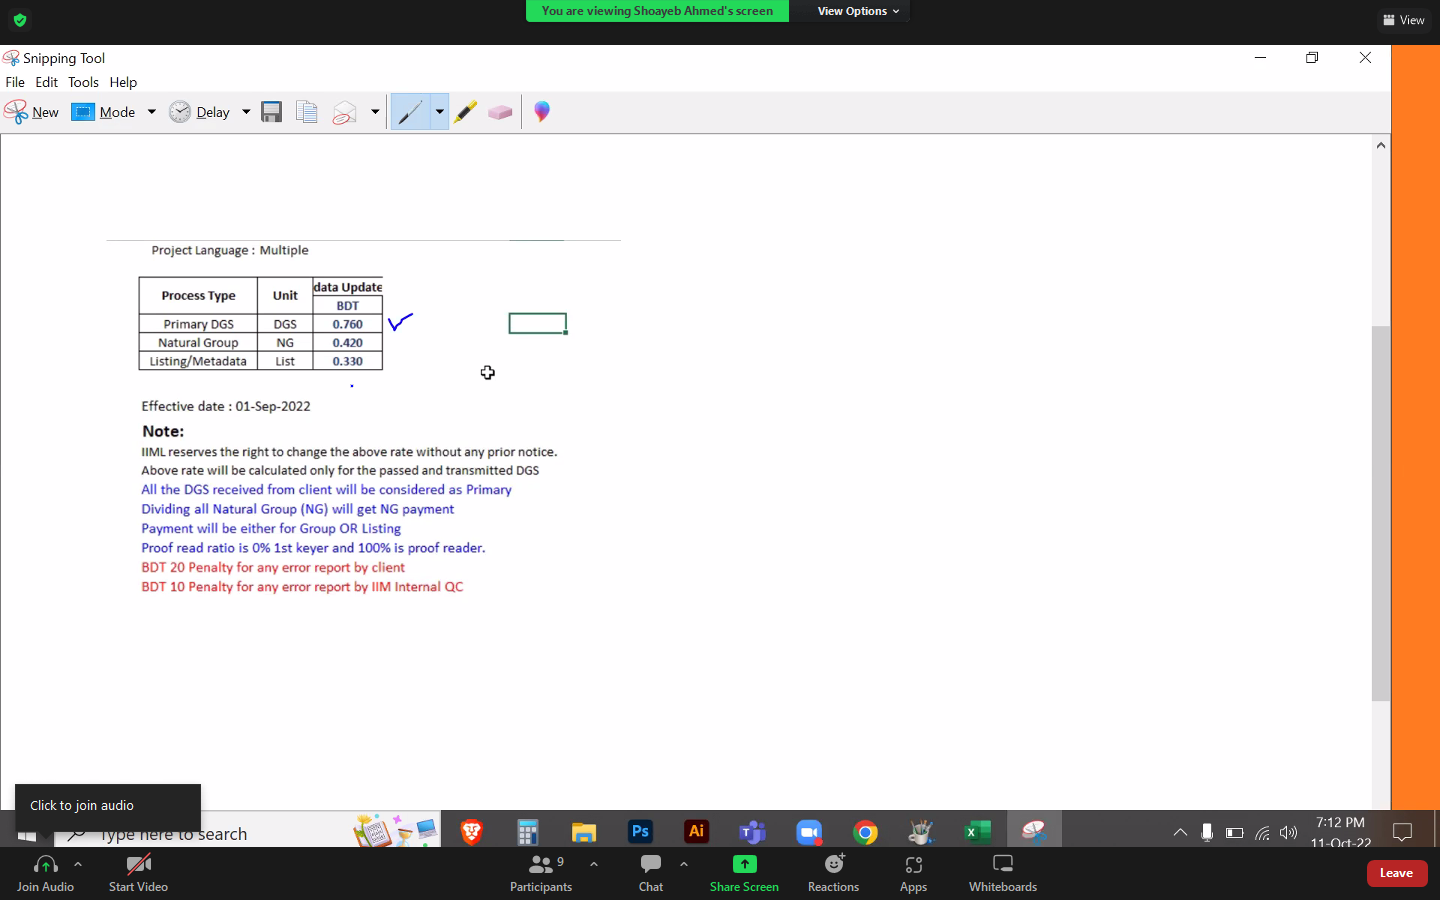 You are viewing Shoayeb Ahmed's screen
View Options
View
Snipping Tool
File Edit Tools Help
New Mode Delay
Project Language : Multiple
Process Type Unit data Update
BDT
Primary DGS DGS 0.760
Natural Group NG 0.420
Listing/Metadata List 0.330
Effective date : 01-Sep-2022
Note:
IIML reserves the right to change the above rate without any prior notice.
Above rate will be calculated only for the passed and transmitted DGS
All the DGS received from client will be considered as Primary
Dividing all Natural Group (NG) will get NG payment
Payment will be either for Group OR Listing
Proof read ratio is 0% 1st keyer and 100% is proof reader.
BDT 20 Penalty for any error report by client
BDT 10 Penalty for any error report by IIM Internal QC
Click to join audio
Type here to search
Ps
Ai
7:12 PM
11-Oct-22
Join Audio Start Video Participants 9 Chat Share Screen Reactions Apps Whiteboards Leave